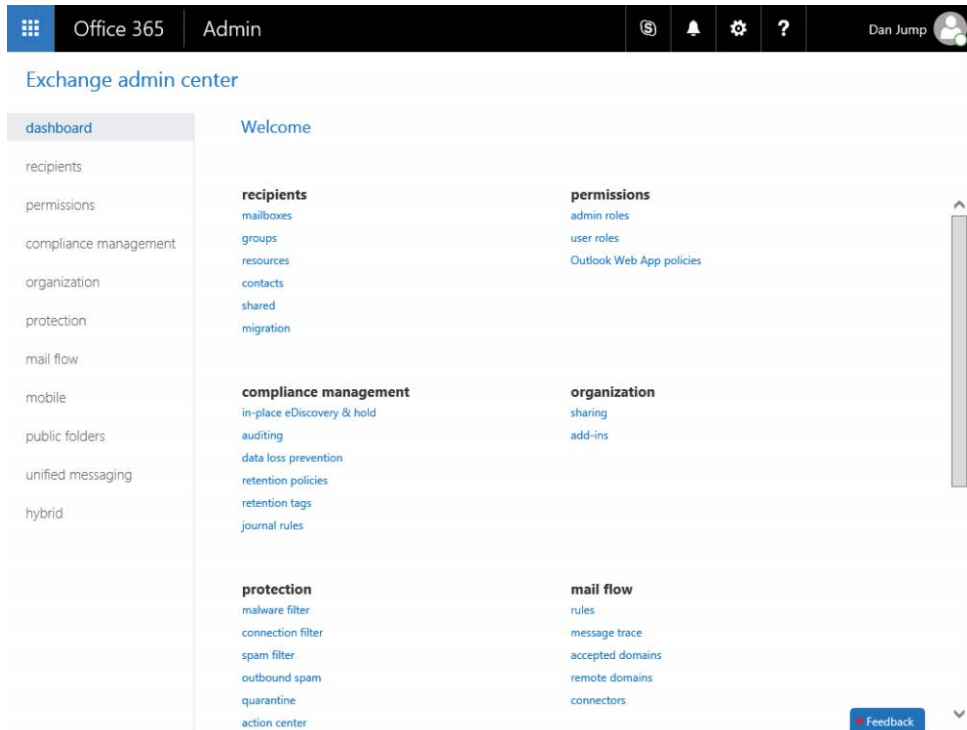 Office 365 Admin ? Dan Jump
Exchange admin center
dashboard
recipients
permissions
compliance management
organization
protection
mail flow
mobile
public folders
unified messaging
hybrid
Welcome
recipients
mailboxes
groups
resources
contacts
shared
migration
permissions
admin roles
user roles
Outlook Web App policies
compliance management
in-place eDiscovery & hold
auditing
data loss prevention
retention policies
retention tags
journal rules
organization
sharing
add-ins
protection
malware filter
connection filter
spam filter
outbound spam
quarantine
action center
mail flow
rules
message trace
accepted domains
remote domains
connectors
Feedback